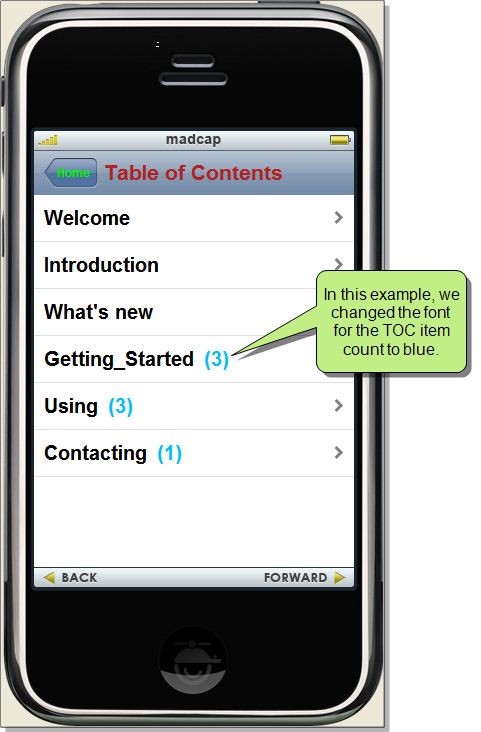 madcap
Home Table of Contents
Welcome
Introduction
What's new
Getting_Started (3)
Using (3)
Contacting (1)
BACK FORWARD
In this example, we
changed the font
for the TOC item
count to blue.